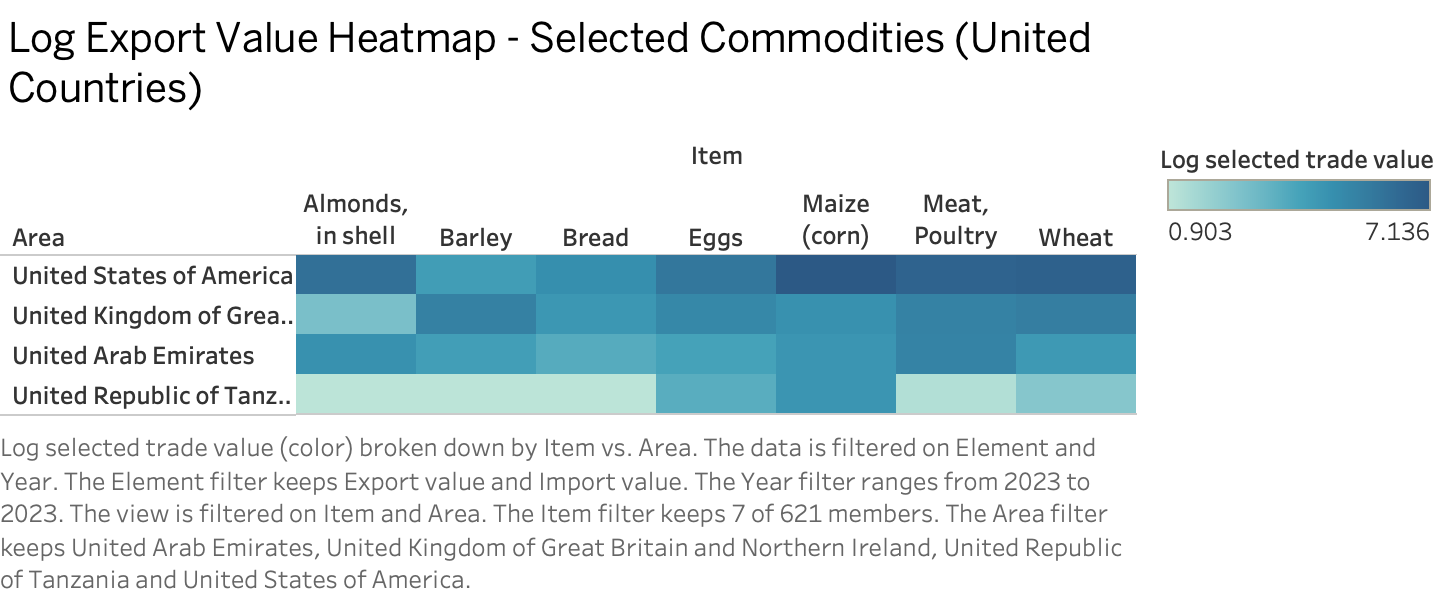 Log Export Value Heatmap - Selected Commodities (United
Countries)
Item
Log selected trade value
0.903 7.136
Area
Almonds,
in shell
Barley
Bread
Eggs
Maize
(corn)
Meat,
Poultry
Wheat
United States of America
United Kingdom of Grea..
United Arab Emirates
United Republic of Tanz..
Log selected trade value (color) broken down by Item vs. Area. The data is filtered on Element and
Year. The Element filter keeps Export value and Import value. The Year filter ranges from 2023 to
2023. The view is filtered on Item and Area. The Item filter keeps 7 of 621 members. The Area filter
keeps United Arab Emirates, United Kingdom of Great Britain and Northern Ireland, United Republic
of Tanzania and United States of America.